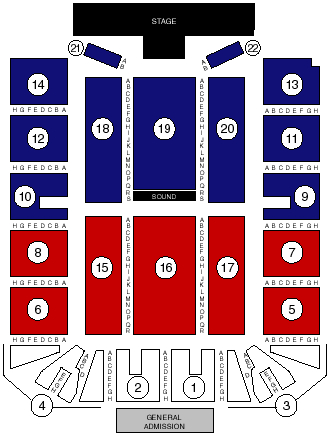 STAGE
21
22
A
B
A
B
14
18
19
20
13
H G F E D C B A
A B C D E F G H
12
11
H G F E D C B A
A B C D E F G H
10
9
H G F E D C B A
A B C D E F G H
A
B
C
D
E
F
G
H
I
J
K
L
M
N
O
P
Q
R
S
A
B
C
D
E
F
G
H
I
J
K
L
M
N
O
P
Q
R
S
SOUND
8
15
16
17
7
H G F E D C B A
A B C D E F G H
6
5
H G F E D C B A
A B C D E F G H
A
B
C
D
E
F
G
H
I
J
K
L
M
N
O
P
Q
R
A
B
C
D
E
F
G
H
I
J
K
L
M
N
O
P
Q
R
A
B
C
D
E
F
G
H
A
B
C
D
E
F
G
H
A
B
C
D
E
F
G
H
4
2
1
3
GENERAL
ADMISSION